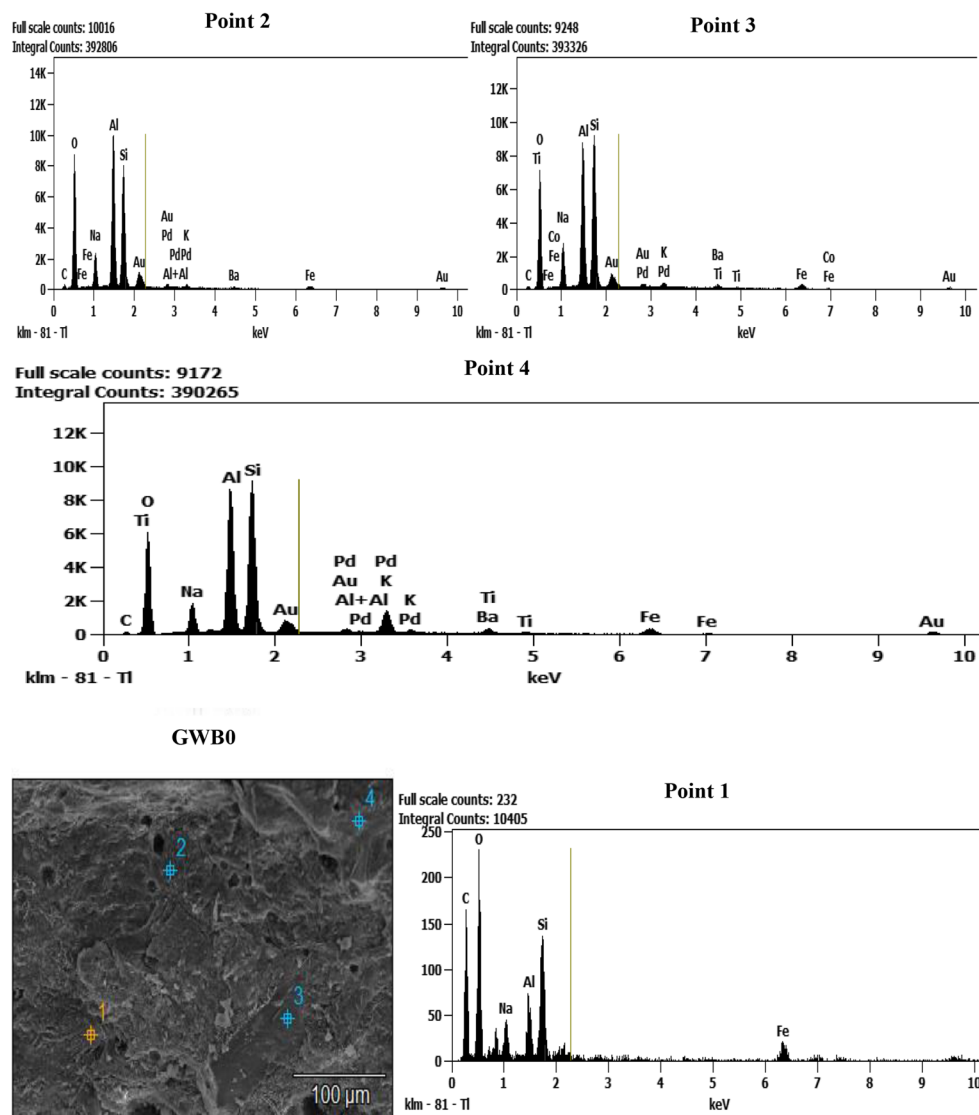 Point 2
Full scale counts: 10016
Integral Counts: 392806
14K
12K
10K
8K
6K
4K
2K
0
O
Al
Si
Na
Fe
Fe
C
Au
Au
Pd
K
Pd Pd
Al+Al
Ba
Fe
Au
0 1 2 3 4 5 6 7 8 9 10
klm - 81 - Tl
keV
Point 3
Full scale counts: 9248
Integral Counts: 393326
14K
12K
10K
8K
6K
4K
2K
0
O
Ti
Al
Si
Na
Co
Fe
C
Fe
Au
Au
Pd
K
Pd
Ba
Ti
Ti
Fe
Co
Fe
Au
0 1 2 3 4 5 6 7 8 9 10
klm - 81 - Tl
keV
Point 4
Full scale counts: 9172
Integral Counts: 390265
12K
10K
8K
6K
4K
2K
0
O
Ti
Al
Si
Na
C
Au
Pd Pd
Au K
Al+Al K
Pd Pd
Ti
Ba
Ti
Fe
Fe
Au
0 1 2 3 4 5 6 7 8 9 10
klm - 81 - Tl
keV
GWB0
4
2
3
1
100 µm
Point 1
Full scale counts: 232
Integral Counts: 10405
250
200
150
100
50
0
O
C
Si
Al
Na
Fe
0 1 2 3 4 5 6 7 8 9 10
klm - 81 - Tl
keV